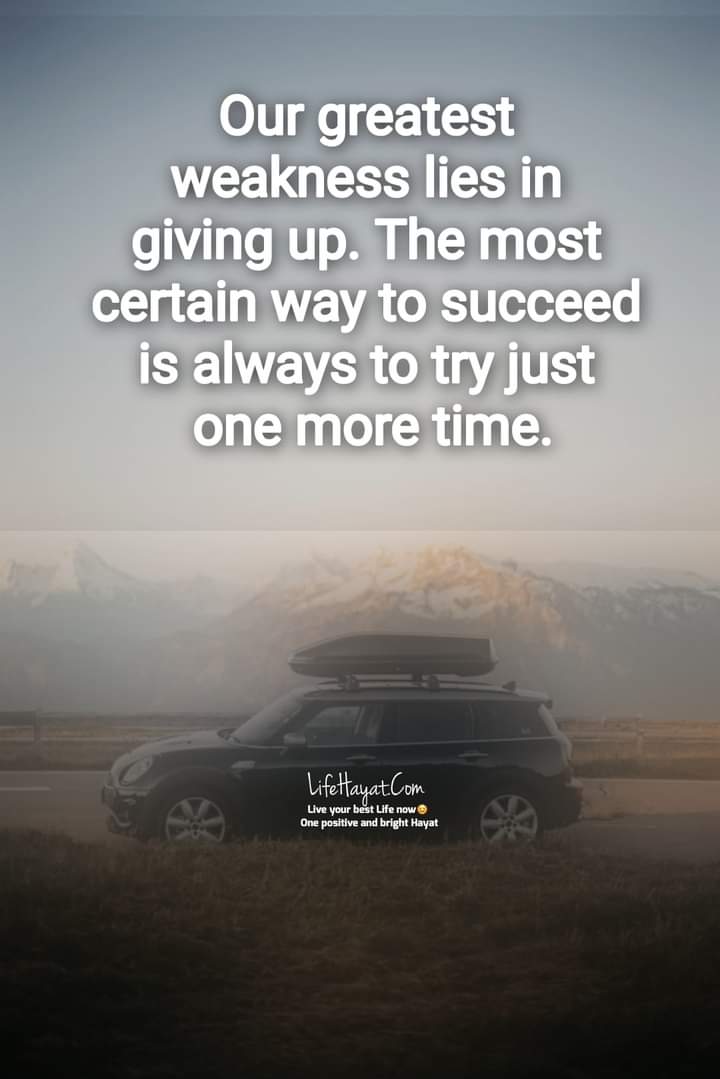 Our greatest
weakness lies in
giving up. The most
certain way to succeed
is always to try just
one more time.
LifeHayat.Com
Live your best Life now😊
One positive and bright Hayat